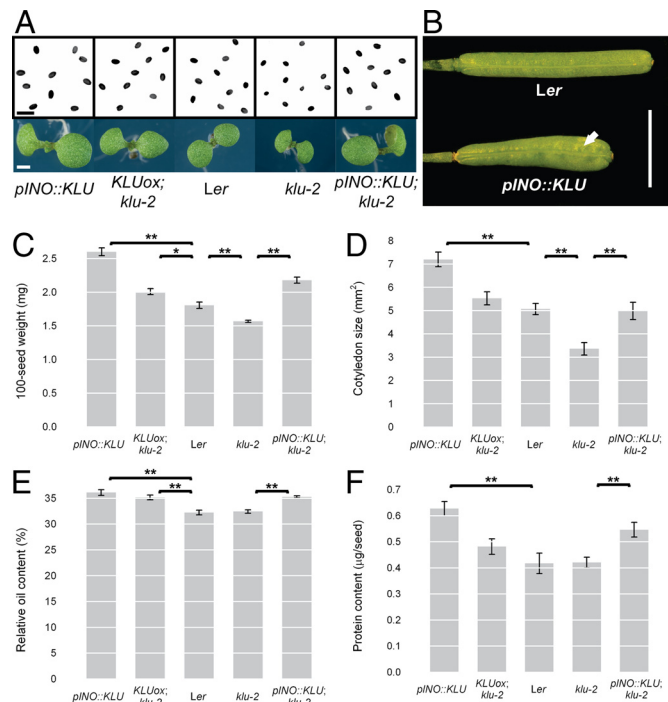 A
pINO::KLU
KLUox;
klu-2
Ler
klu-2
pINO::KLU;
klu-2
B
Ler
pINO::KLU
C
** 
* ** **
100-seed weight (mg)
2.5
2.0
1.5
1.0
0.5
0.0
pINO::KLU
KLUox;
klu-2
Ler
klu-2
pINO::KLU;
klu-2
D
**
** **
Cotyledon size (mm²)
8
7
6
5
4
3
2
1
0
pINO::KLU
KLUox;
klu-2
Ler
klu-2
pINO::KLU;
klu-2
E
**
** **
Relative oil content (%)
35
30
25
20
15
10
5
0
pINO::KLU
KLUox;
klu-2
Ler
klu-2
pINO::KLU;
klu-2
F
** **
Protein content (µg/seed)
0.7
0.6
0.5
0.4
0.3
0.2
0.1
0.0
pINO::KLU
KLUox;
klu-2
Ler
klu-2
pINO::KLU;
klu-2